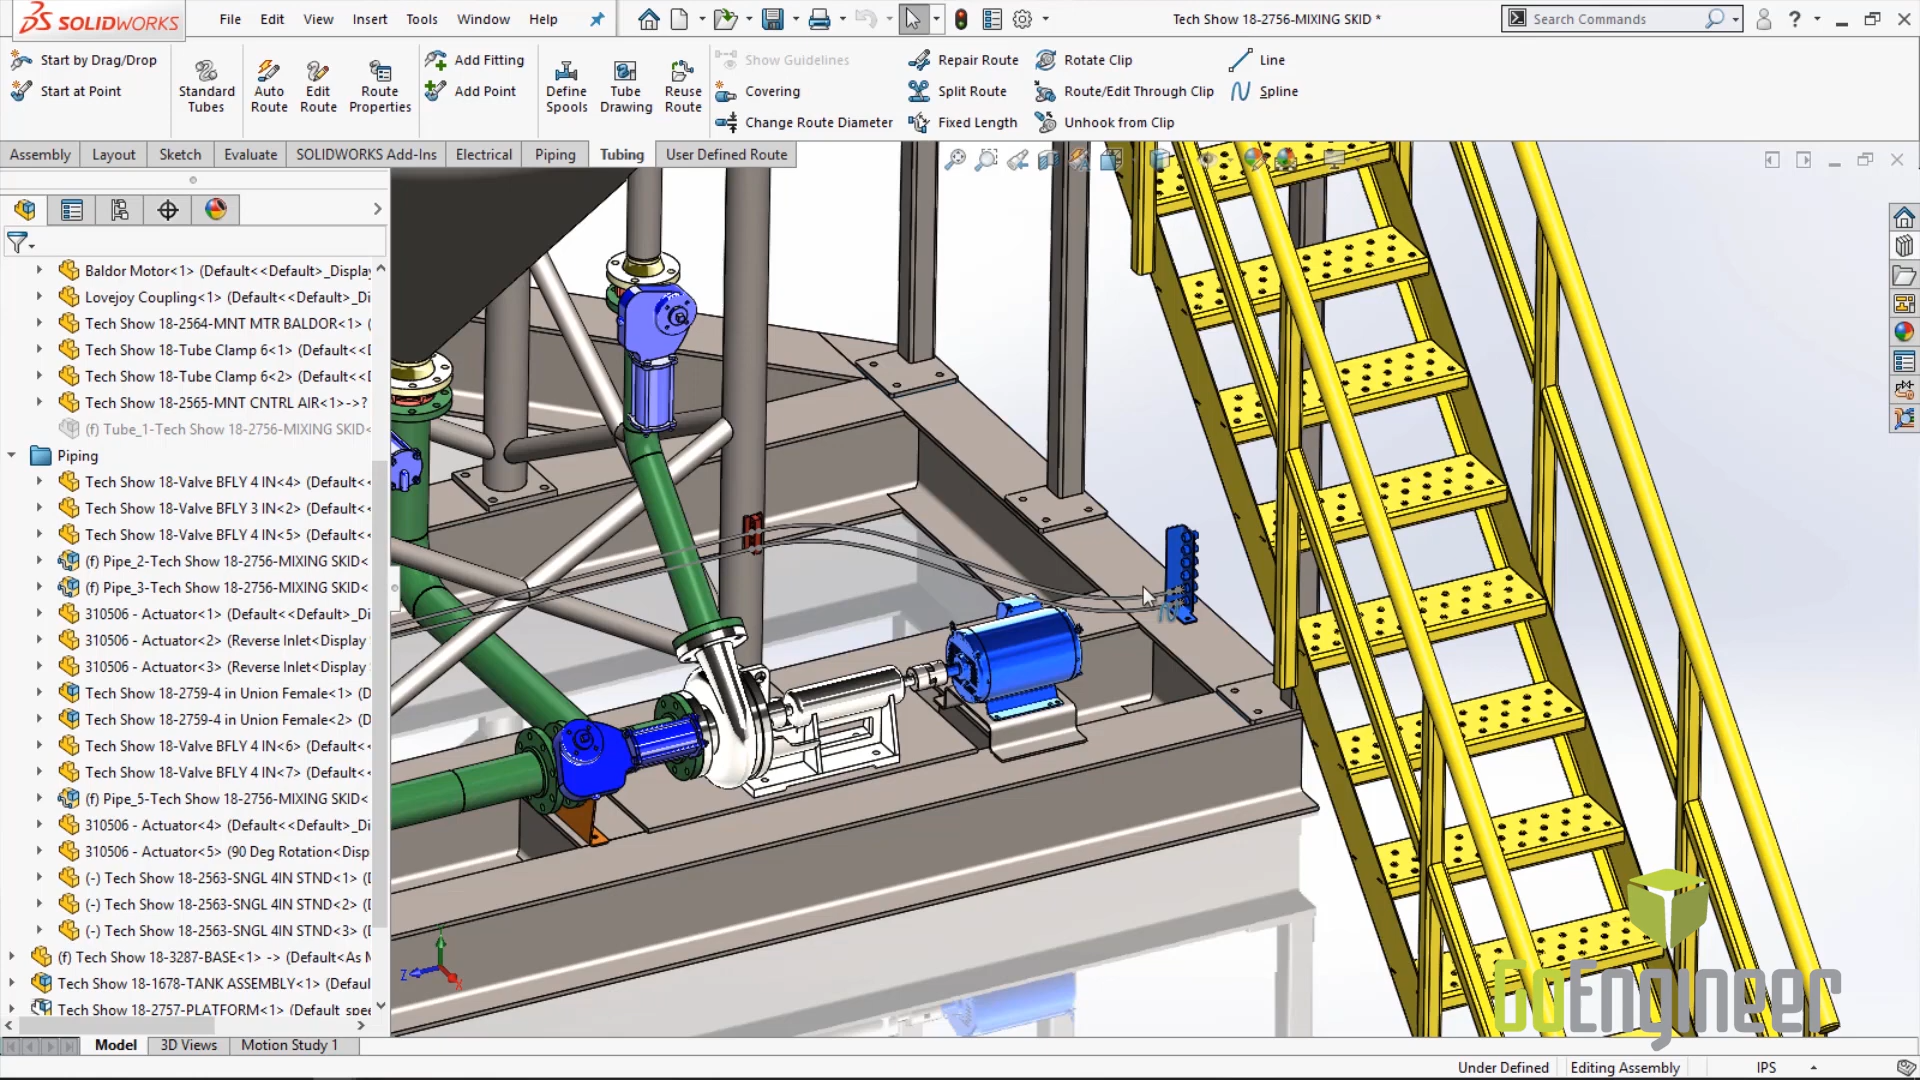 SOLIDWORKS
File Edit View Insert Tools Window Help
Tech Show 18-2756-MIXING SKID *
Search Commands
Start by Drag/Drop
Start at Point
Standard Tubes
Auto Route
Edit Route
Route Properties
Add Fitting
Add Point
Define Spools
Tube Drawing
Reuse Route
Show Guidelines
Covering
Change Route Diameter
Repair Route
Split Route
Fixed Length
Rotate Clip
Route/Edit Through Clip
Unhook from Clip
Line
Spline
Assembly Layout Sketch Evaluate SOLIDWORKS Add-Ins Electrical Piping Tubing User Defined Route
Baldor Motor<1> (Default<<Default>_Display
Lovejoy Coupling<1> (Default<<Default>_Di
Tech Show 18-2564-MNT MTR BALDOR<1> (
Tech Show 18-Tube Clamp 6<1> (Default<<D
Tech Show 18-Tube Clamp 6<2> (Default<<D
Tech Show 18-2565-MNT CNTRL AIR<1>->?
(f) Tube_1-Tech Show 18-2756-MIXING SKID<
Piping
Tech Show 18-Valve BFLY 4 IN<4> (Default<<
Tech Show 18-Valve BFLY 3 IN<2> (Default<<
Tech Show 18-Valve BFLY 4 IN<5> (Default<<
(f) Pipe_2-Tech Show 18-2756-MIXING SKID<
(f) Pipe_3-Tech Show 18-2756-MIXING SKID<
310506 - Actuator<1> (Default<<Default>_Di
310506 - Actuator<2> (Reverse Inlet<Display
310506 - Actuator<3> (Reverse Inlet<Display
Tech Show 18-2759-4 in Union Female<1> (D
Tech Show 18-2759-4 in Union Female<2> (D
Tech Show 18-Valve BFLY 4 IN<6> (Default<<
Tech Show 18-Valve BFLY 4 IN<7> (Default<<
(f) Pipe_5-Tech Show 18-2756-MIXING SKID<
310506 - Actuator<4> (Default<<Default>_Di
310506 - Actuator<5> (90 Deg Rotation<Disp
(-) Tech Show 18-2563-SNGL 4IN STND<1> (D
(-) Tech Show 18-2563-SNGL 4IN STND<2> (D
(-) Tech Show 18-2563-SNGL 4IN STND<3> (D
(f) Tech Show 18-3287-BASE<1> -> (Default<As M
Tech Show 18-1678-TANK ASSEMBLY<1> (Defaul
Tech Show 18-2757-PLATFORM<1> (Default_spee
Z
X
GoEngineer
Model 3D Views Motion Study 1
Under Defined Editing Assembly IPS